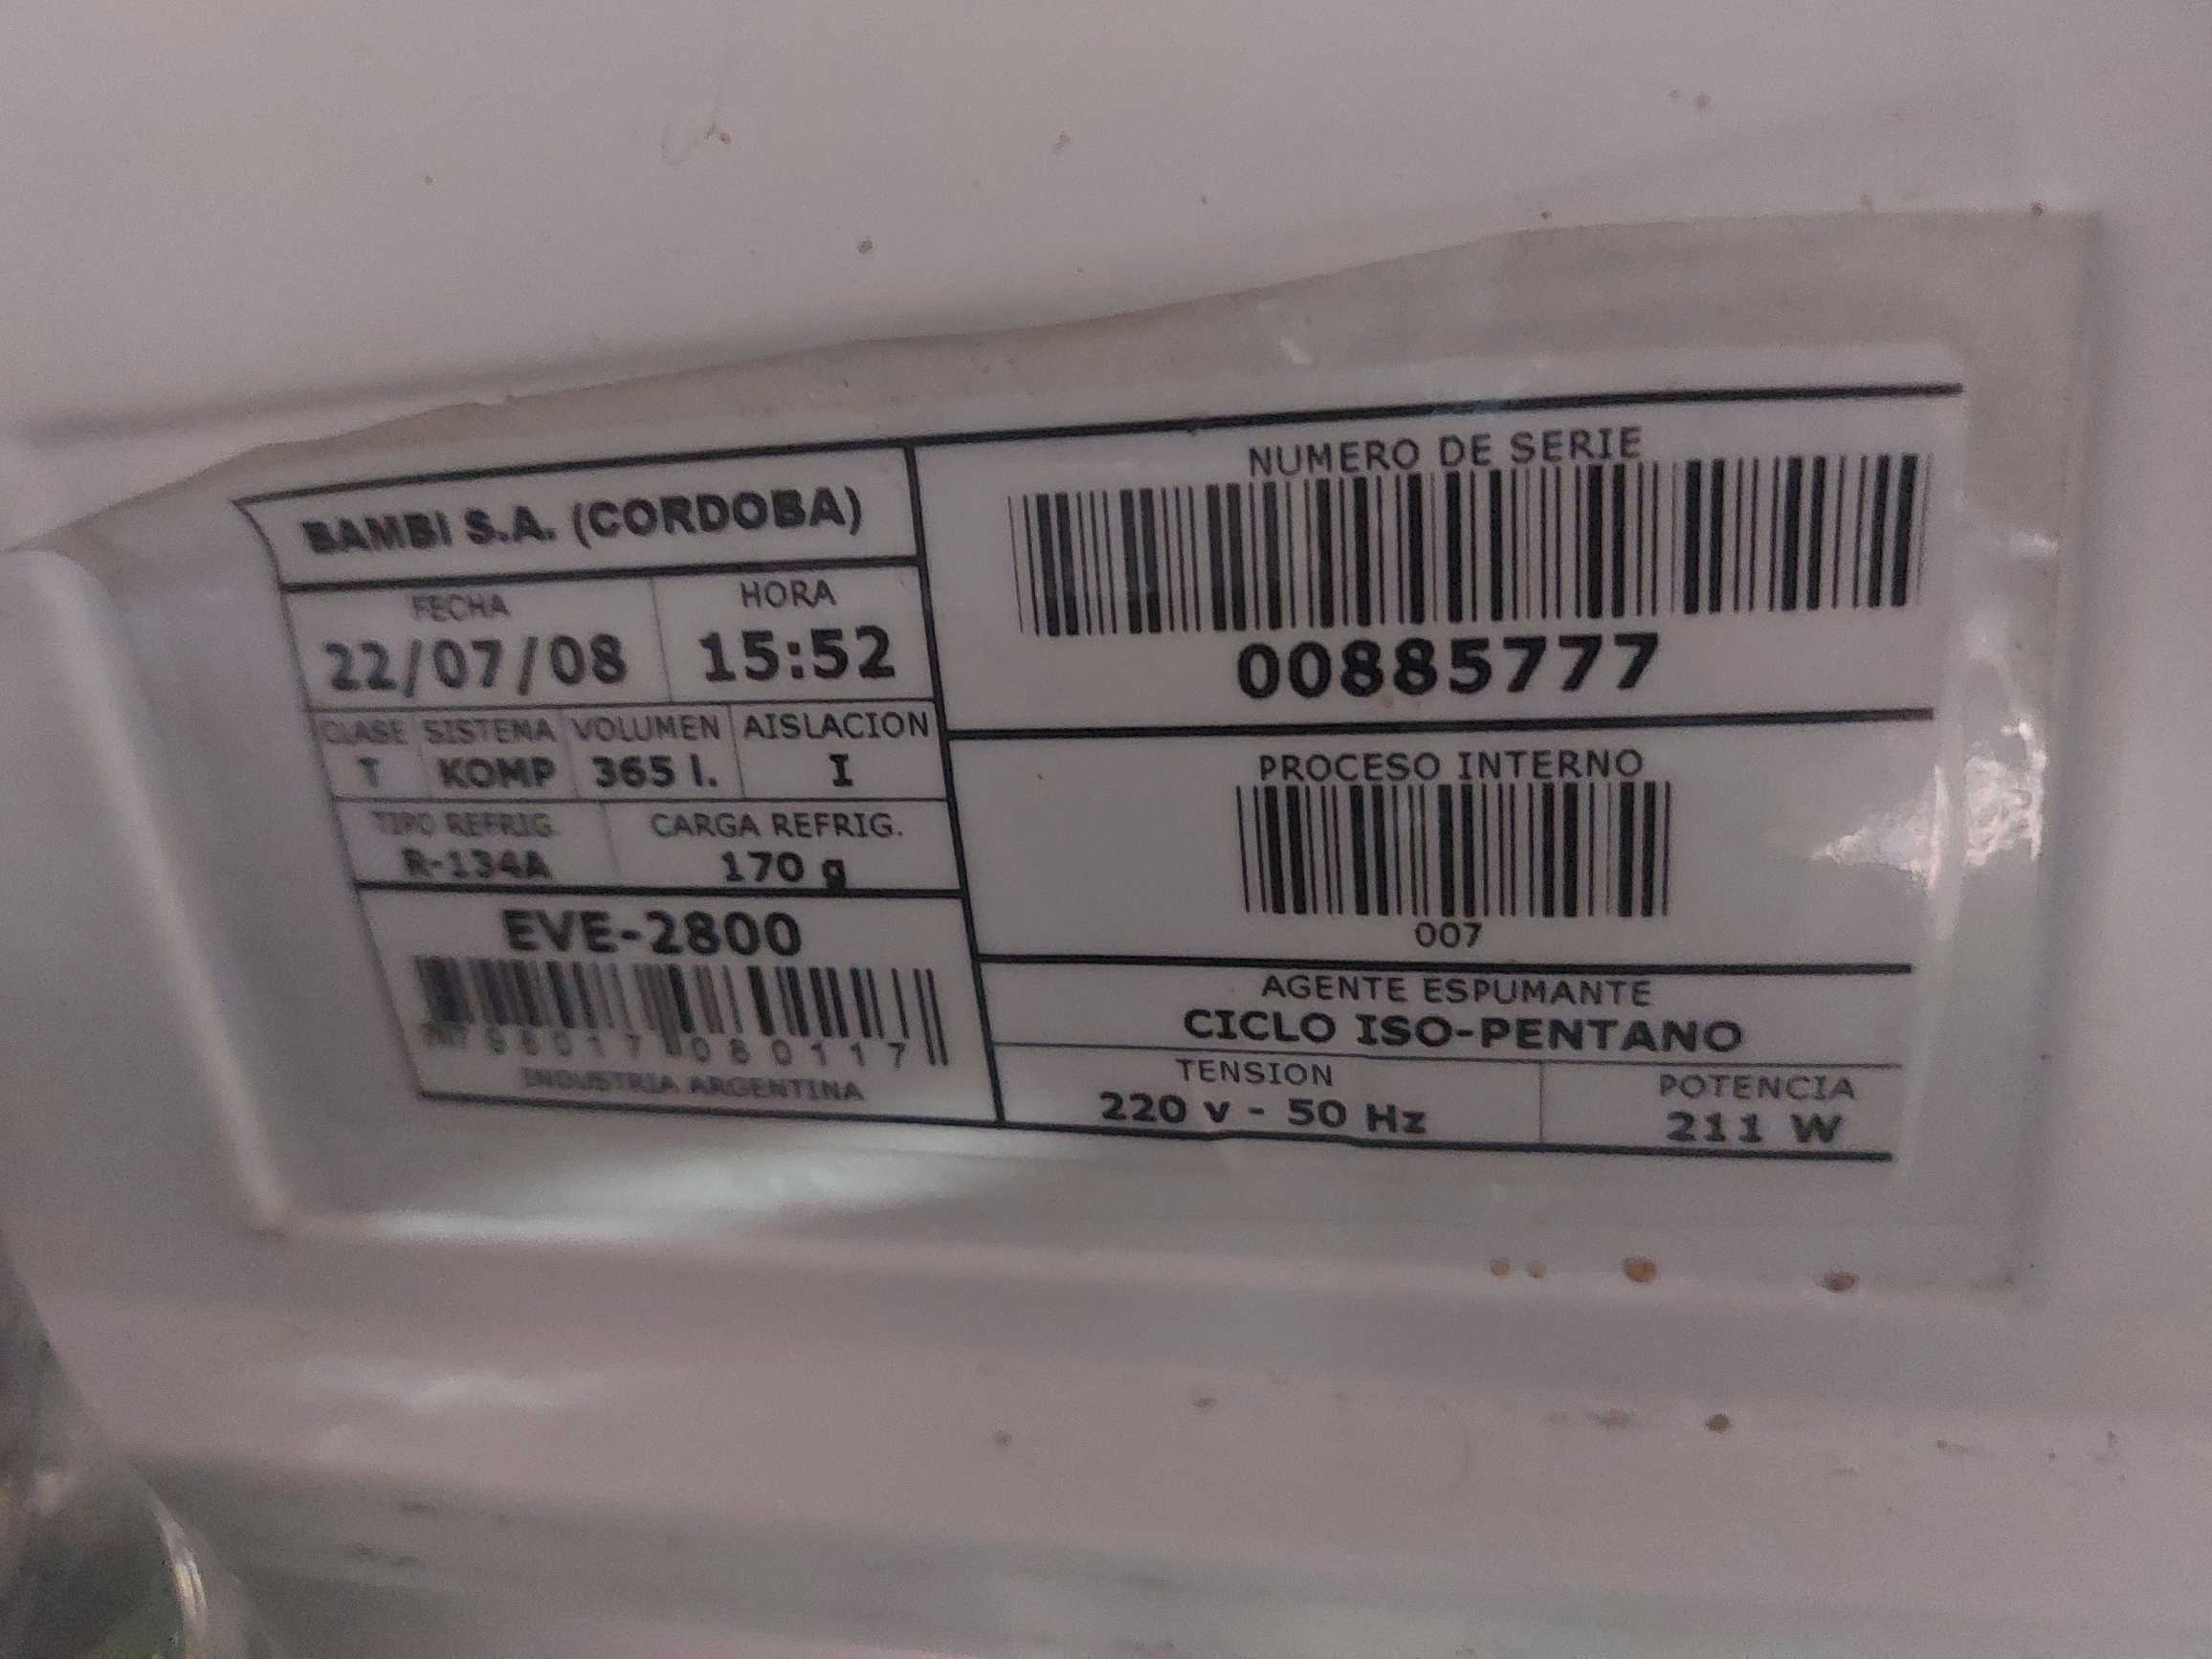 BAMBI S.A. (CORDOBA)
FECHA HORA
22/07/08 15:52
CLASE SISTEMA VOLUMEN AISLACION
T KOMP 365 l. I
TIPO REFRIG. CARGA REFRIG.
R-134A 170 g
EVE-2800
INDUSTRIA ARGENTINA
NUMERO DE SERIE
00885777
PROCESO INTERNO
007
AGENTE ESPUMANTE
CICLO ISO-PENTANO
TENSION POTENCIA
220 v - 50 Hz 211 W